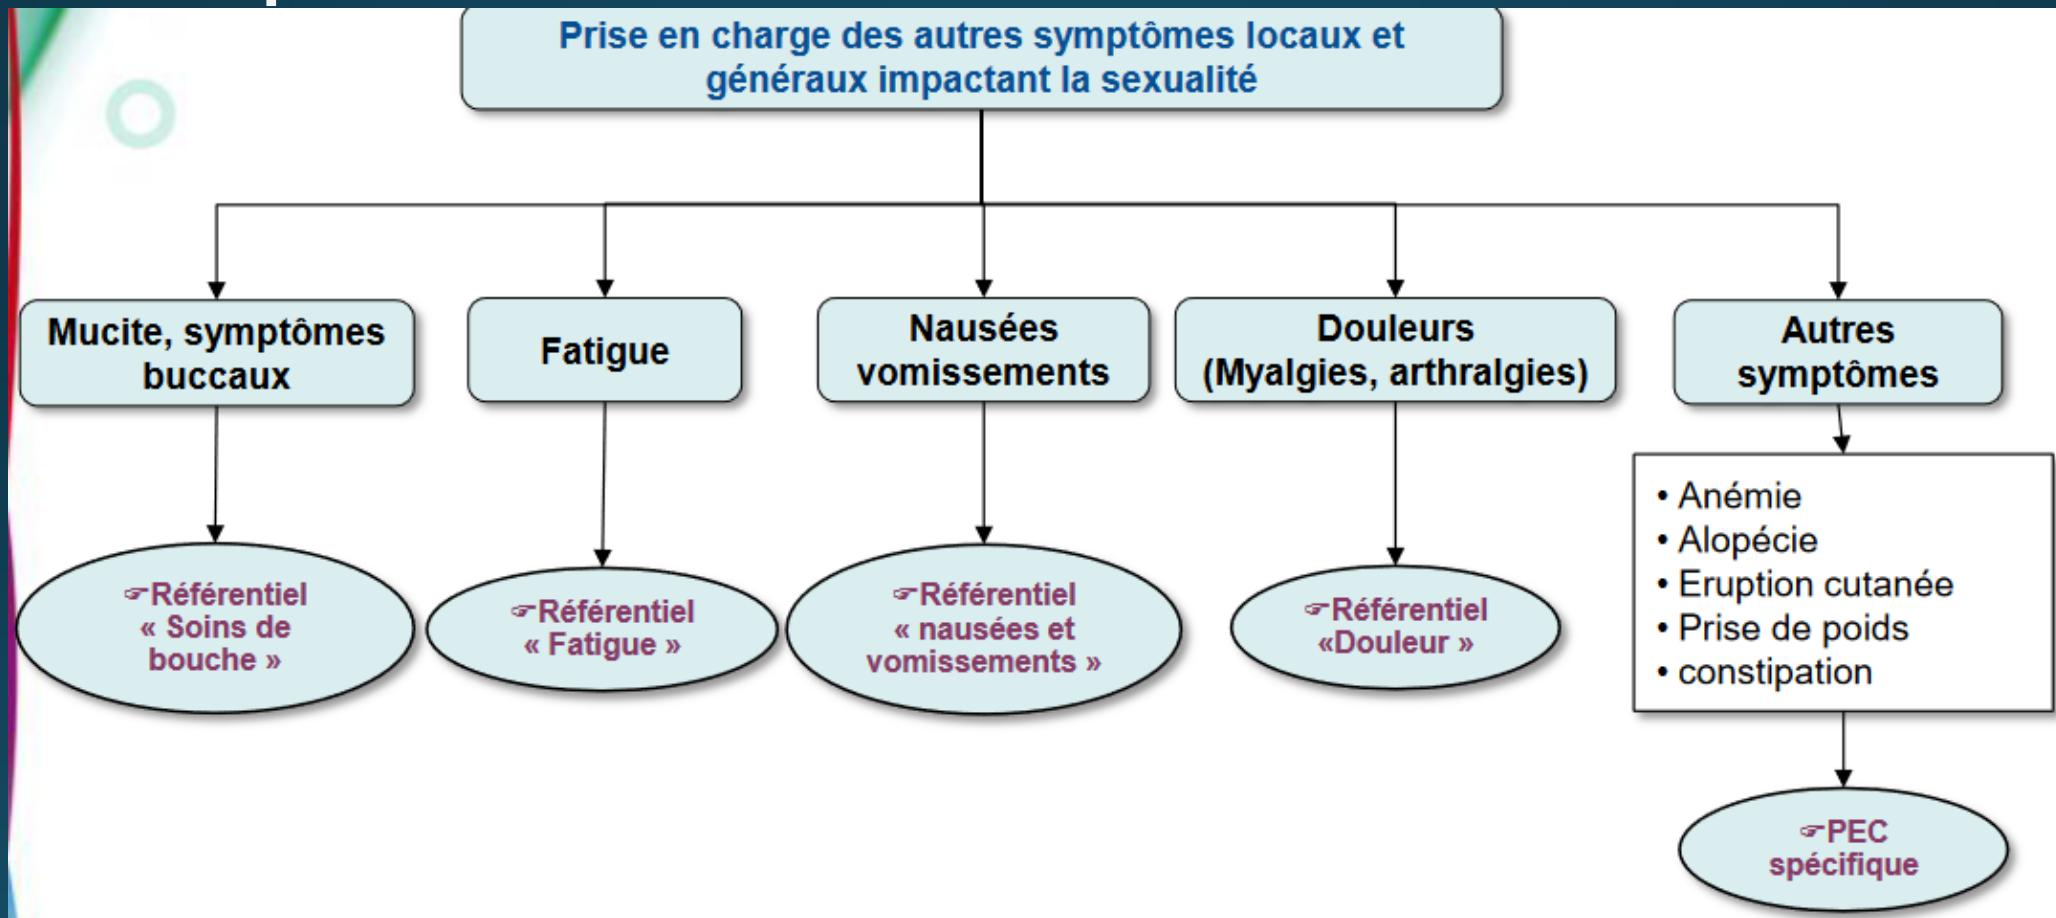 Prise en charge des autres symptômes locaux et
généraux impactant la sexualité
Mucite, symptômes
buccaux
Fatigue
Nausées
vomissements
Douleurs
(Myalgies, arthralgies)
Autres
symptômes
• Anémie
• Alopécie
• Eruption cutanée
• Prise de poids
• constipation
☞Référentiel
« Soins de
bouche »
☞Référentiel
« Fatigue »
☞Référentiel
« nausées et
vomissements »
☞Référentiel
«Douleur »
☞PEC
spécifique